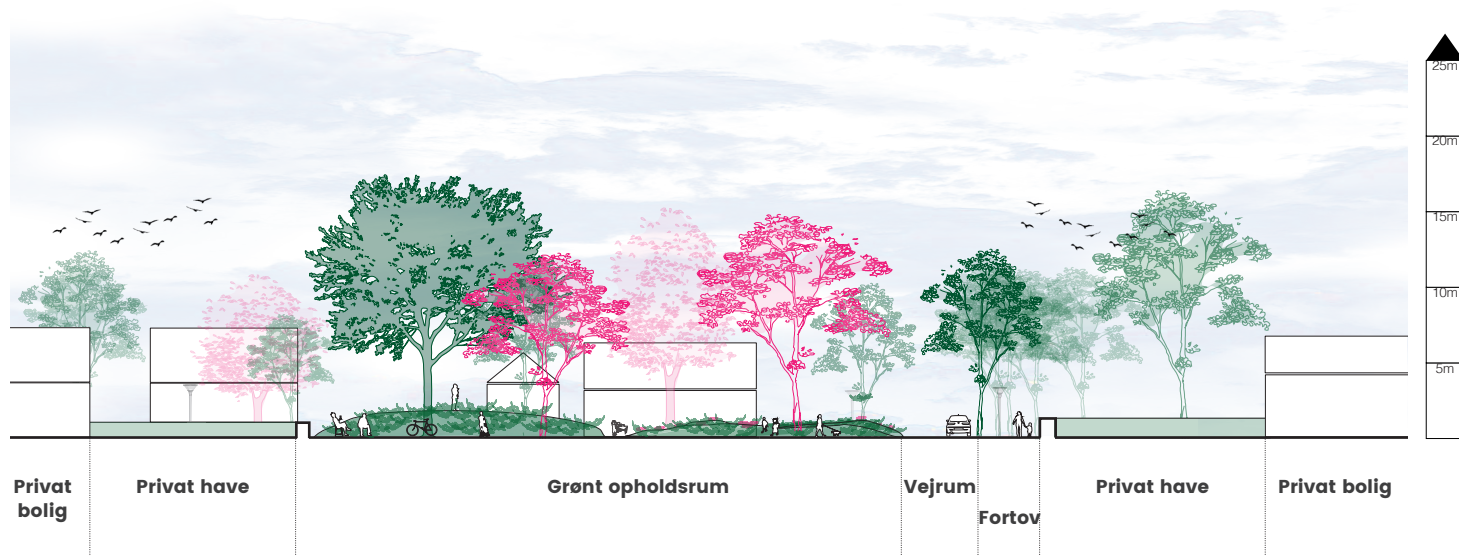 25m
20m
15m
10m
5m
Privat
bolig
Privat have
Grønt opholdsrum
Vejrum
Fortov
Privat have
Privat bolig